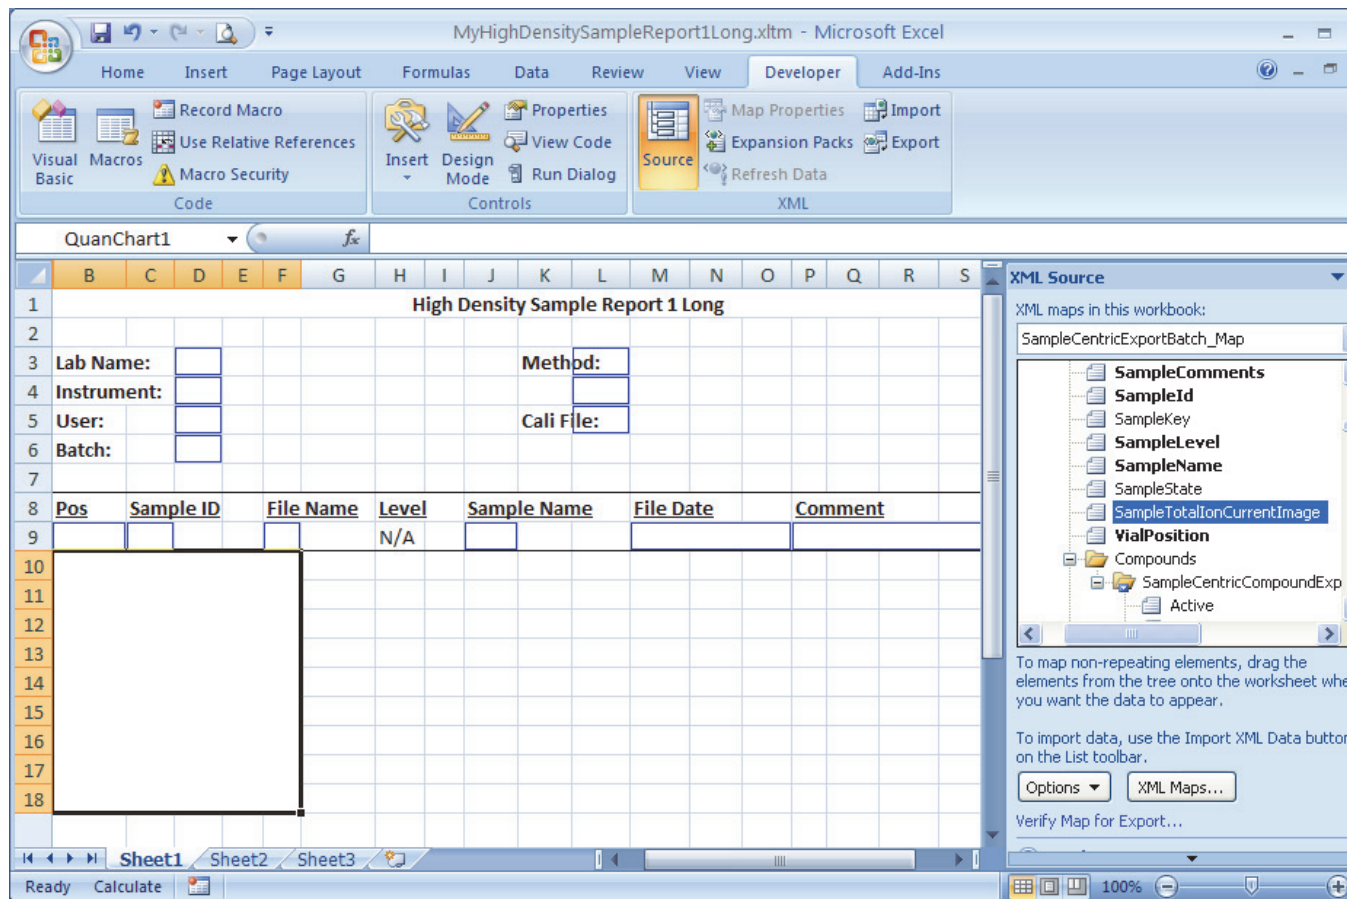 MyHighDensitySampleReport1Long.xltm - Microsoft Excel
Home Insert Page Layout Formulas Data Review View Developer Add-Ins
Visual Basic
Macros
Record Macro
Use Relative References
Macro Security
Code
Insert
Design Mode
Properties
View Code
Run Dialog
Controls
Source
Map Properties
Expansion Packs
Refresh Data
Import
Export
XML
QuanChart1
fx
B C D E F G H I J K L M N O P Q R S
1 High Density Sample Report 1 Long
2
3 Lab Name: Method:
4 Instrument:
5 User: Cali File:
6 Batch:
7
8 Pos Sample ID File Name Level Sample Name File Date Comment
9 N/A
10
11
12
13
14
15
16
17
18
Sheet1 Sheet2 Sheet3
Ready Calculate
XML Source
XML maps in this workbook:
SampleCentricExportBatch_Map
SampleComments
SampleId
SampleKey
SampleLevel
SampleName
SampleState
SampleTotalIonCurrentImage
VialPosition
Compounds
SampleCentricCompoundExp
Active
To map non-repeating elements, drag the
elements from the tree onto the worksheet whe
you want the data to appear.
To import data, use the Import XML Data button
on the List toolbar.
Options XML Maps...
Verify Map for Export...
100%